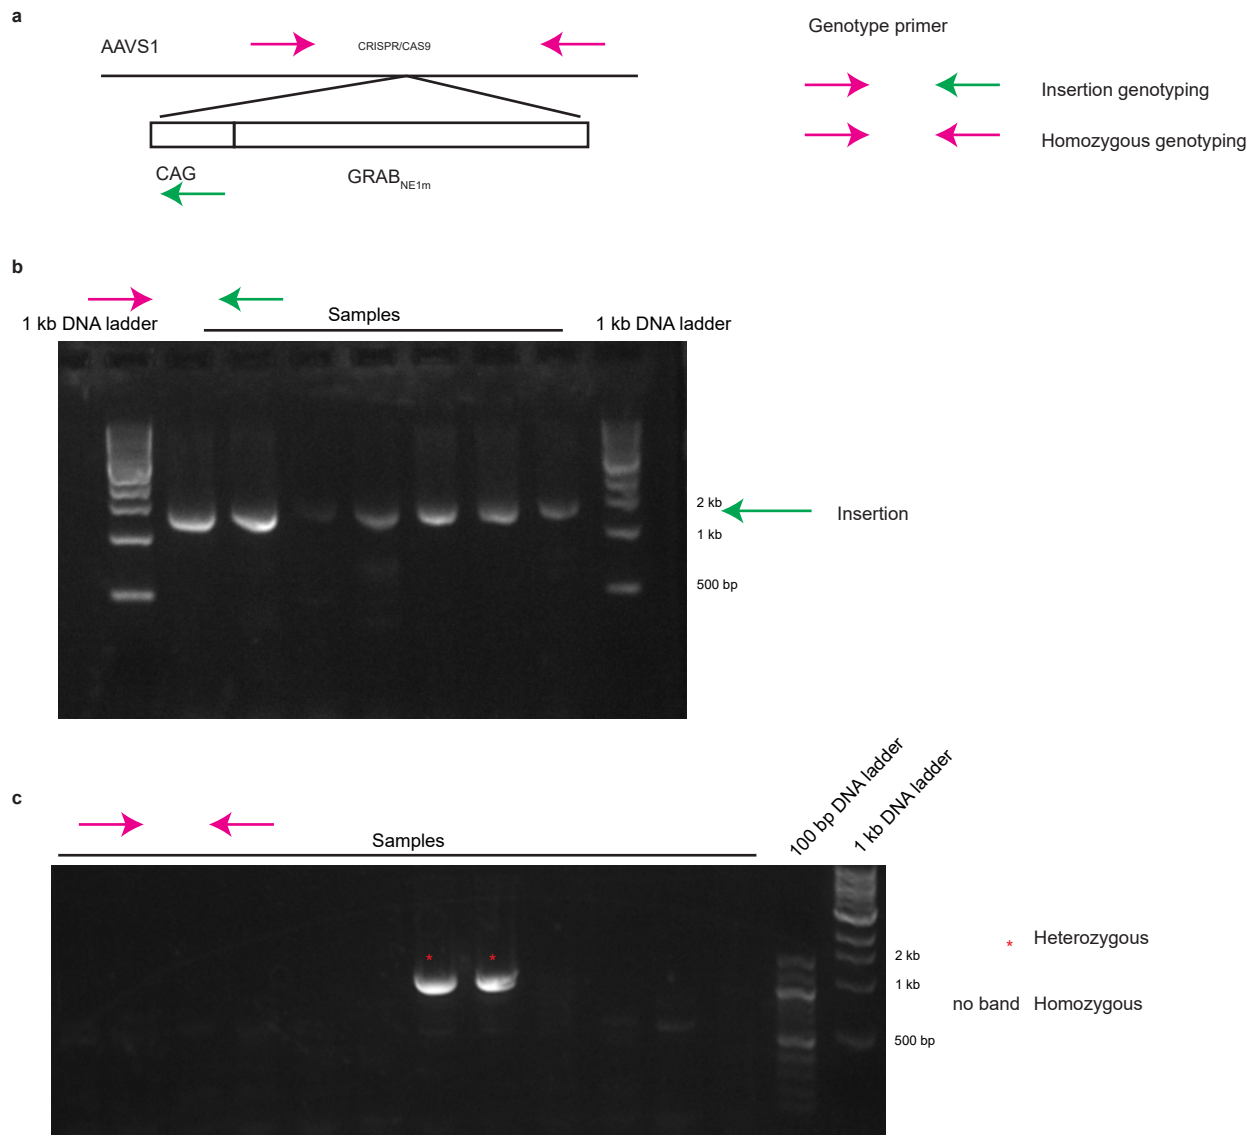 a
AAVS1
CRISPR/CAS9
CAG
GRABNE1m
Genotype primer
Insertion genotyping
Homozygous genotyping
b
1 kb DNA ladder
Samples
1 kb DNA ladder
2 kb
Insertion
1 kb
500 bp
c
Samples
100 bp DNA ladder
1 kb DNA ladder
* *
2 kb
1 kb
500 bp
* Heterozygous
no band Homozygous